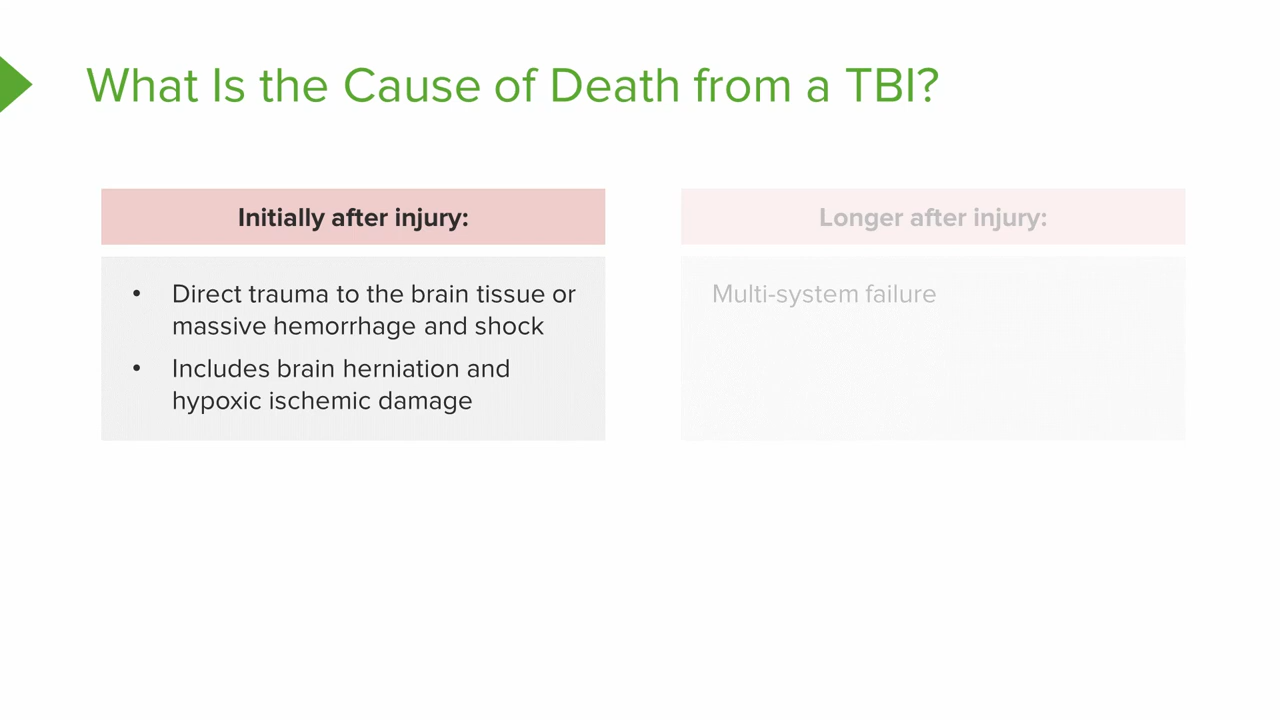 What Is the Cause of Death from a TBI?
Initially after injury:
• Direct trauma to the brain tissue or
massive hemorrhage and shock
• Includes brain herniation and
hypoxic ischemic damage
Longer after injury:
Multi-system failure